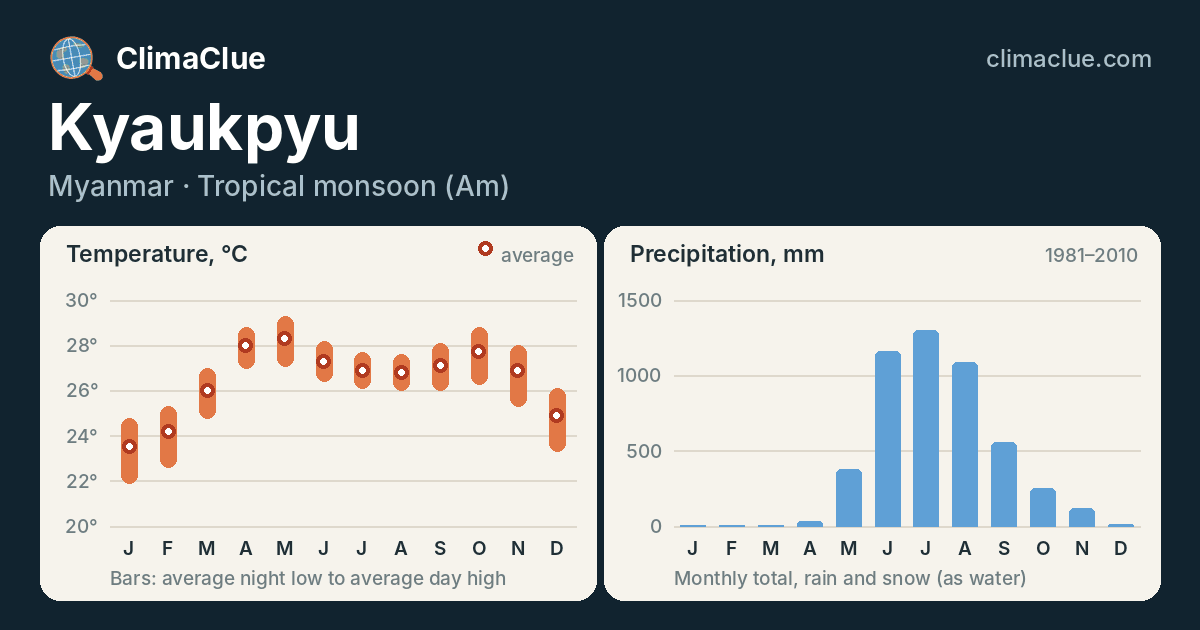 ClimaClue
climaclue.com
Kyaukpyu
Myanmar · Tropical monsoon (Am)
Temperature, °C
average
30°
28°
26°
24°
22°
20°
J F M A M J J A S O N D
Bars: average night low to average day high
Precipitation, mm
1981–2010
1500
1000
500
0
J F M A M J J A S O N D
Monthly total, rain and snow (as water)